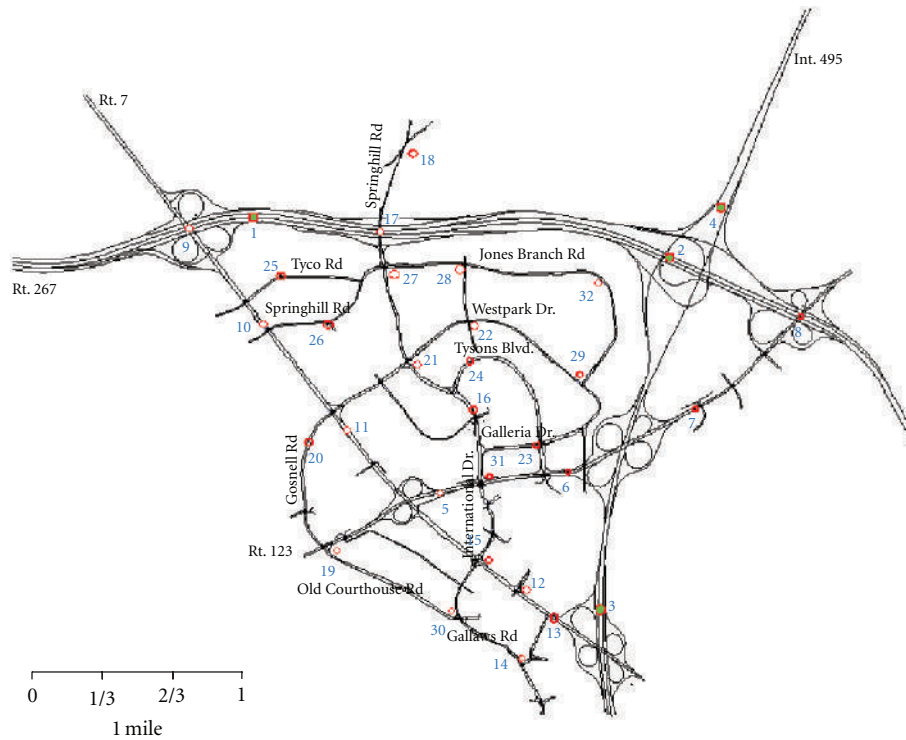 Int. 495
Rt. 7
Springhill Rd
18
4
17
1
2
9
Jones Branch Rd
25
Tyco Rd
27
28
Rt. 267
32
Springhill Rd
Westpark Dr.
10
26
22
8
Tysons Blvd.
21
29
24
16
7
11
Galleria Dr.
20
31
23
Gosnell Rd
International Dr.
6
5
15
Rt. 123
19
12
Old Courthouse Rd
3
30
Gallaws Rd
13
14
0
1/3
2/3
1
1 mile